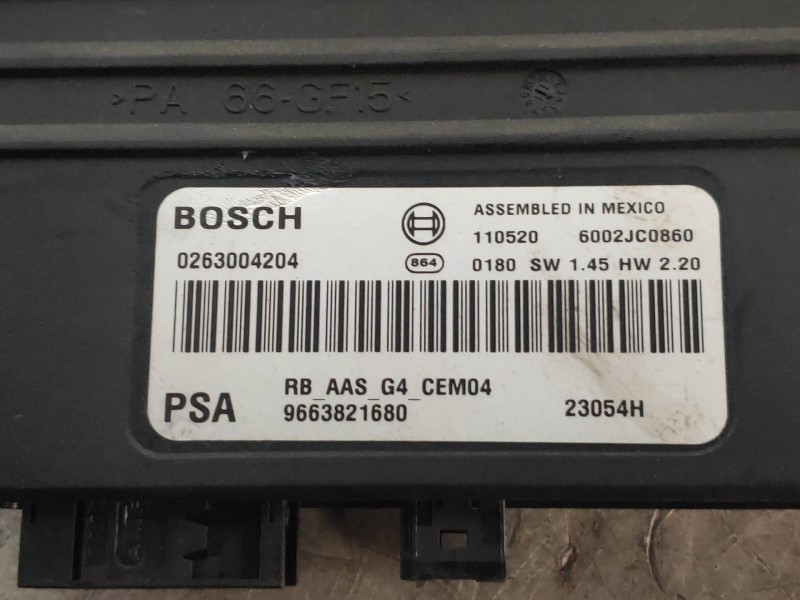 >PA 66-GF15<
BOSCH
ASSEMBLED IN MEXICO
110520 6002JC0860
0263004204
864
0180 SW 1.45 HW 2.20
PSA
RB_AAS_G4_CEM04
9663821680
23054H